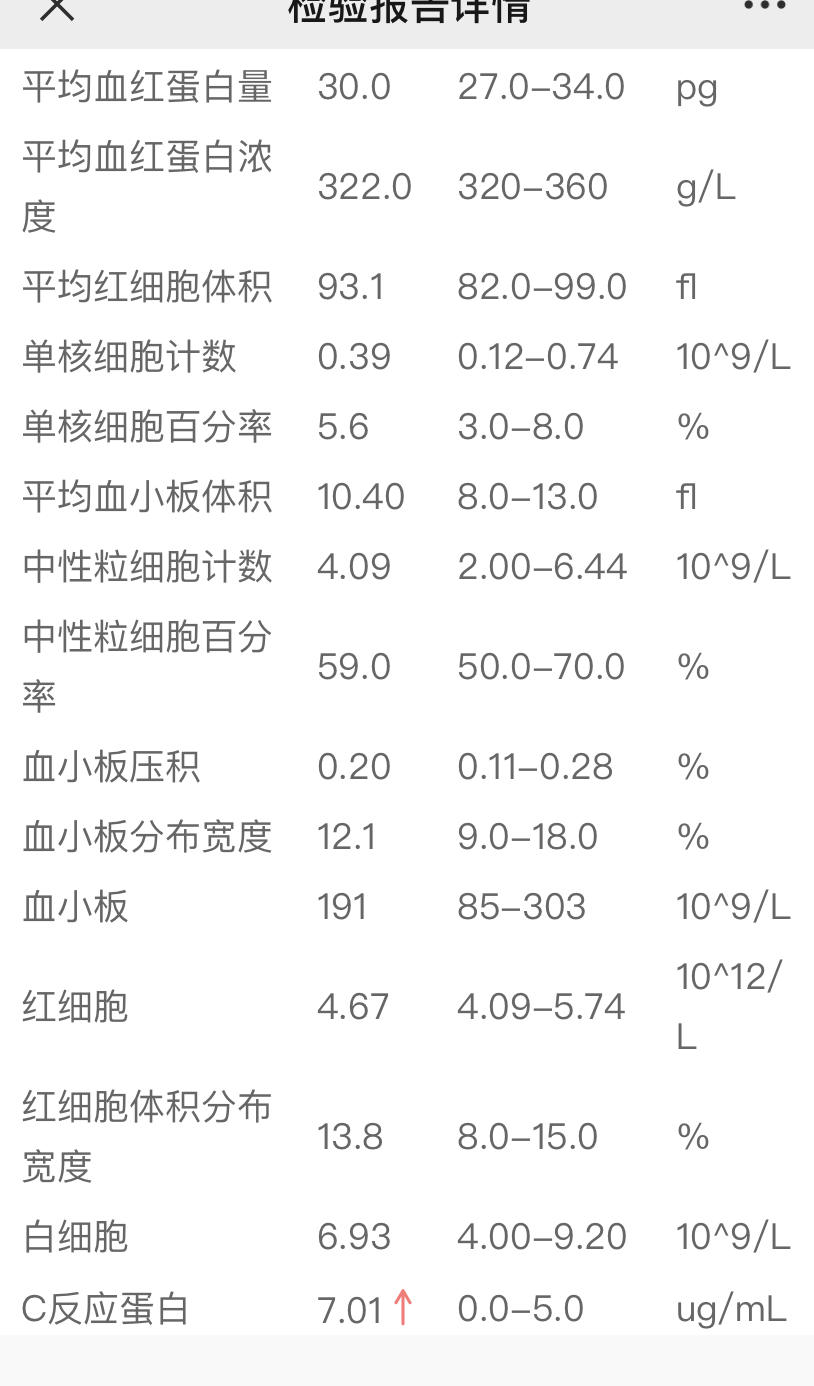 检验报告详情
平均血红蛋白量 30.0 27.0–34.0 pg
平均血红蛋白浓
度 322.0 320–360 g/L
平均红细胞体积 93.1 82.0–99.0 fl
单核细胞计数 0.39 0.12–0.74 10^9/L
单核细胞百分率 5.6 3.0–8.0 %
平均血小板体积 10.40 8.0–13.0 fl
中性粒细胞计数 4.09 2.00–6.44 10^9/L
中性粒细胞百分
率 59.0 50.0–70.0 %
血小板压积 0.20 0.11–0.28 %
血小板分布宽度 12.1 9.0–18.0 %
血小板 191 85–303 10^9/L
红细胞 4.67 4.09–5.74 10^12/
L
红细胞体积分布
宽度 13.8 8.0–15.0 %
白细胞 6.93 4.00–9.20 10^9/L
C反应蛋白 7.01↑ 0.0–5.0 ug/mL